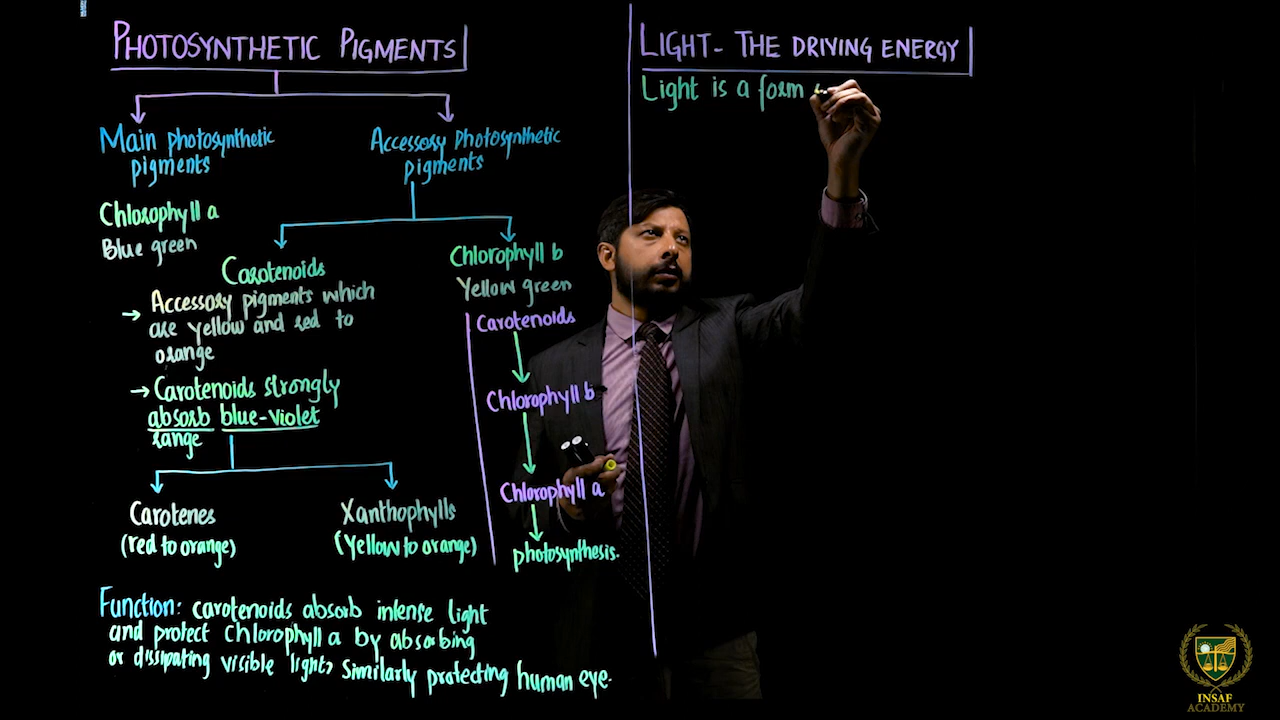 PHOTOSYNTHETIC PIGMENTS
Main photosynthetic
pigments
Accessory photosynthetic
pigments
Chlorophyll a
Blue green
Carotenoids
→ Accessory pigments which
are yellow and red to
orange
→ Carotenoids strongly
absorb blue-violet
range
Carotenes
(red to orange)
Xanthophylls
(Yellow to orange)
Chlorophyll b
Yellow green
Carotenoids
Chlorophyll b
Chlorophyll a
photosynthesis.
Function: carotenoids absorb intense light
and protect chlorophyll a by absorbing
or dissipating visible light, similarly protecting human eye.
LIGHT- THE DRIVING ENERGY
Light is a form
INSAF
ACADEMY